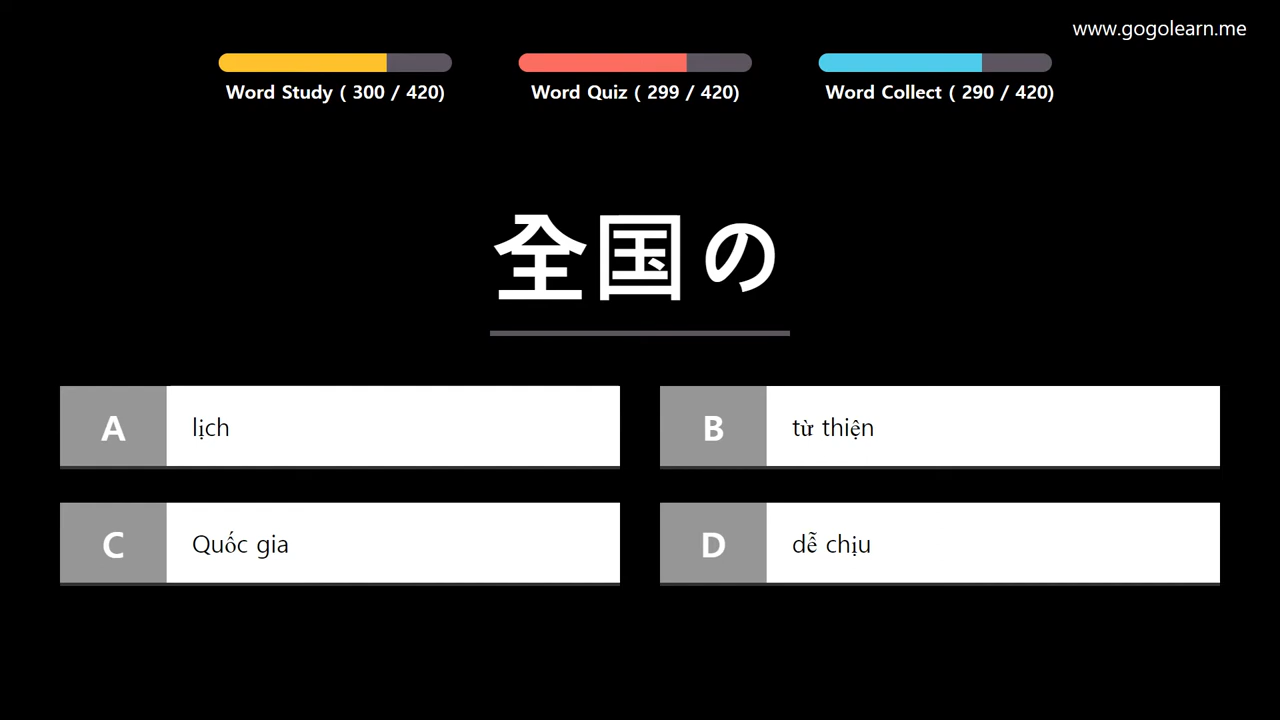 www.gogolearn.me
Word Study ( 300 / 420)
Word Quiz ( 299 / 420)
Word Collect ( 290 / 420)
全国の
A lịch
B từ thiện
C Quốc gia
D dễ chịu